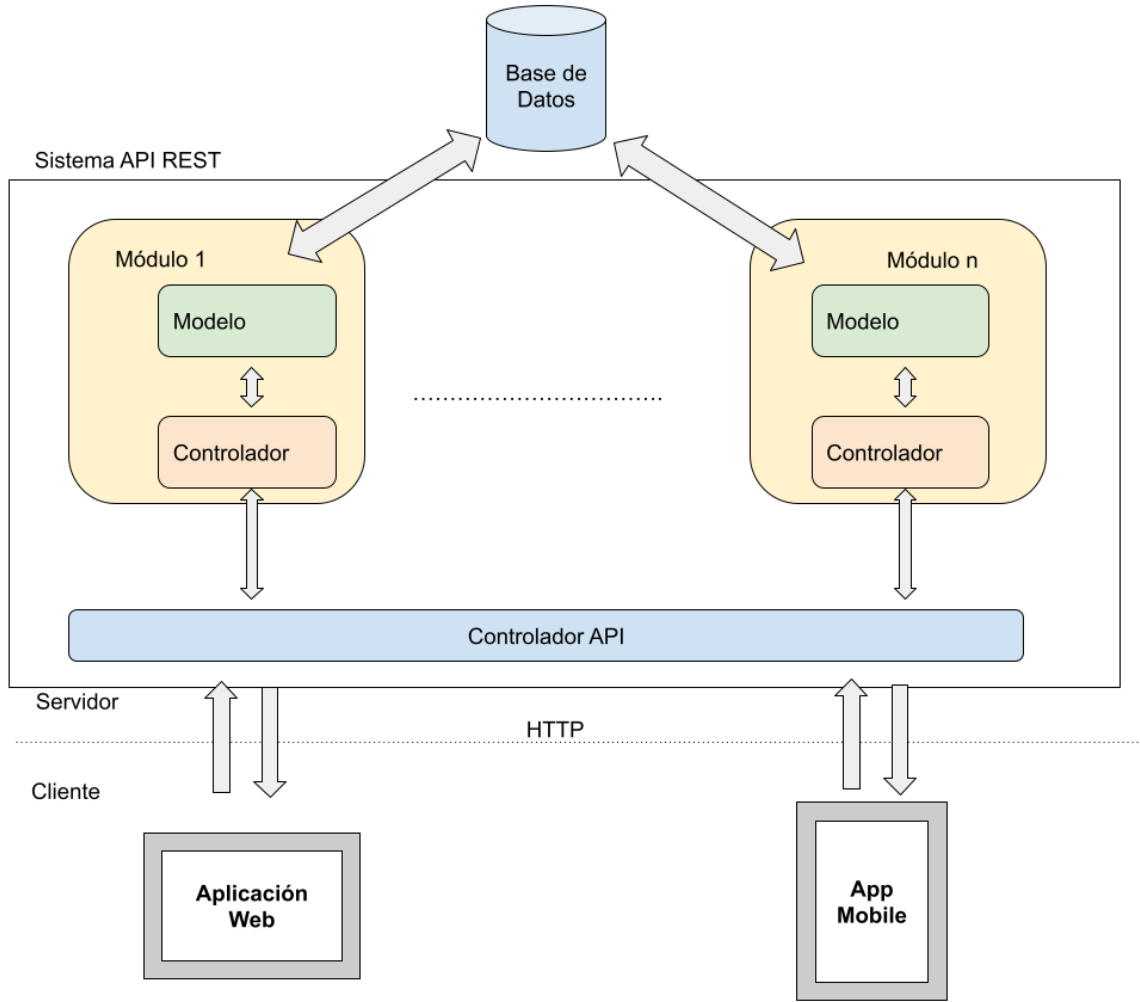 Base de
Datos
Sistema API REST
Módulo 1
Módulo n
Modelo
Modelo
Controlador
Controlador
Controlador API
Servidor
HTTP
Cliente
Aplicación
Web
App
Mobile